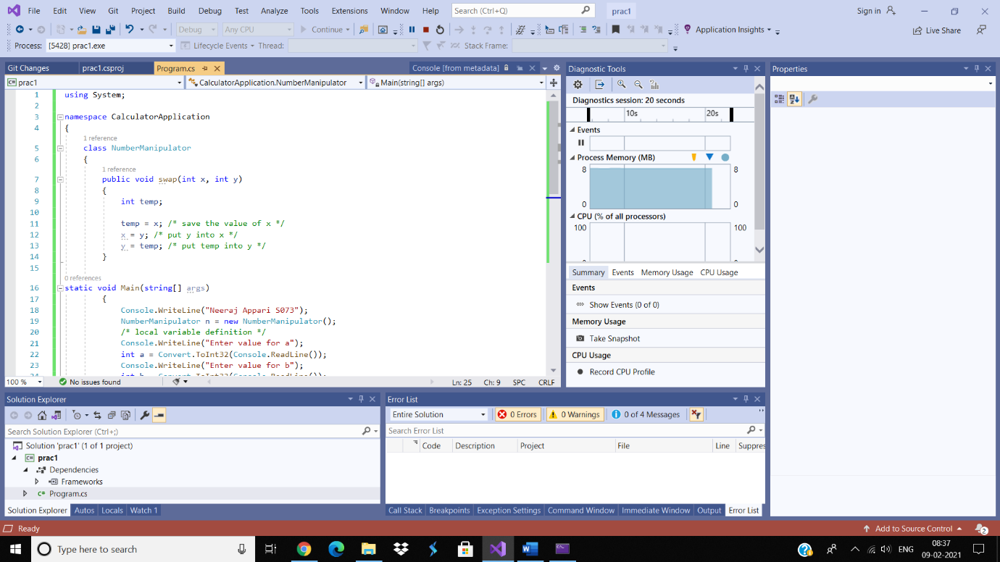 File Edit View Git Project Build Debug Test Analyze Tools Extensions Window Help Search (Ctrl+Q) prac1 Sign in
Debug Any CPU Continue Application Insights Live Share
Process: [5428] prac1.exe Lifecycle Events Thread: Stack Frame:
Git Changes prac1.csproj Program.cs Console [from metadata]
prac1 CalculatorApplication.NumberManipulator Main(string[] args)
1 using System;
2
3 namespace CalculatorApplication
4 {
1 reference
5 class NumberManipulator
6 {
1 reference
7 public void swap(int x, int y)
8 {
9 int temp;
10
11 temp = x; /* save the value of x */
12 x = y; /* put y into x */
13 y = temp; /* put temp into y */
14 }
15
0 references
16 static void Main(string[] args)
17 {
18 Console.WriteLine("Neeraj Appari S073");
19 NumberManipulator n = new NumberManipulator();
20 /* local variable definition */
21 Console.WriteLine("Enter value for a");
22 int a = Convert.ToInt32(Console.ReadLine());
23 Console.WriteLine("Enter value for b");
24 int b = Convert.ToInt32(Console.ReadLine());
100 % No issues found Ln: 25 Ch: 9 SPC CRLF
Diagnostic Tools
Diagnostics session: 20 seconds
10s 20s
Events
Process Memory (MB)
8 8
0 0
CPU (% of all processors)
100 100
Summary Events Memory Usage CPU Usage
Events
Show Events (0 of 0)
Memory Usage
Take Snapshot
CPU Usage
Record CPU Profile
Properties
Solution Explorer
Search Solution Explorer (Ctrl+;)
Solution 'prac1' (1 of 1 project)
prac1
Dependencies
Frameworks
Program.cs
Solution Explorer Autos Locals Watch 1
Error List
Entire Solution 0 Errors 0 Warnings 0 of 4 Messages
Search Error List
Code Description Project File Line Suppres
Call Stack Breakpoints Exception Settings Command Window Immediate Window Output Error List
Ready Add to Source Control 2
Type here to search ENG 08:37
09-02-2021